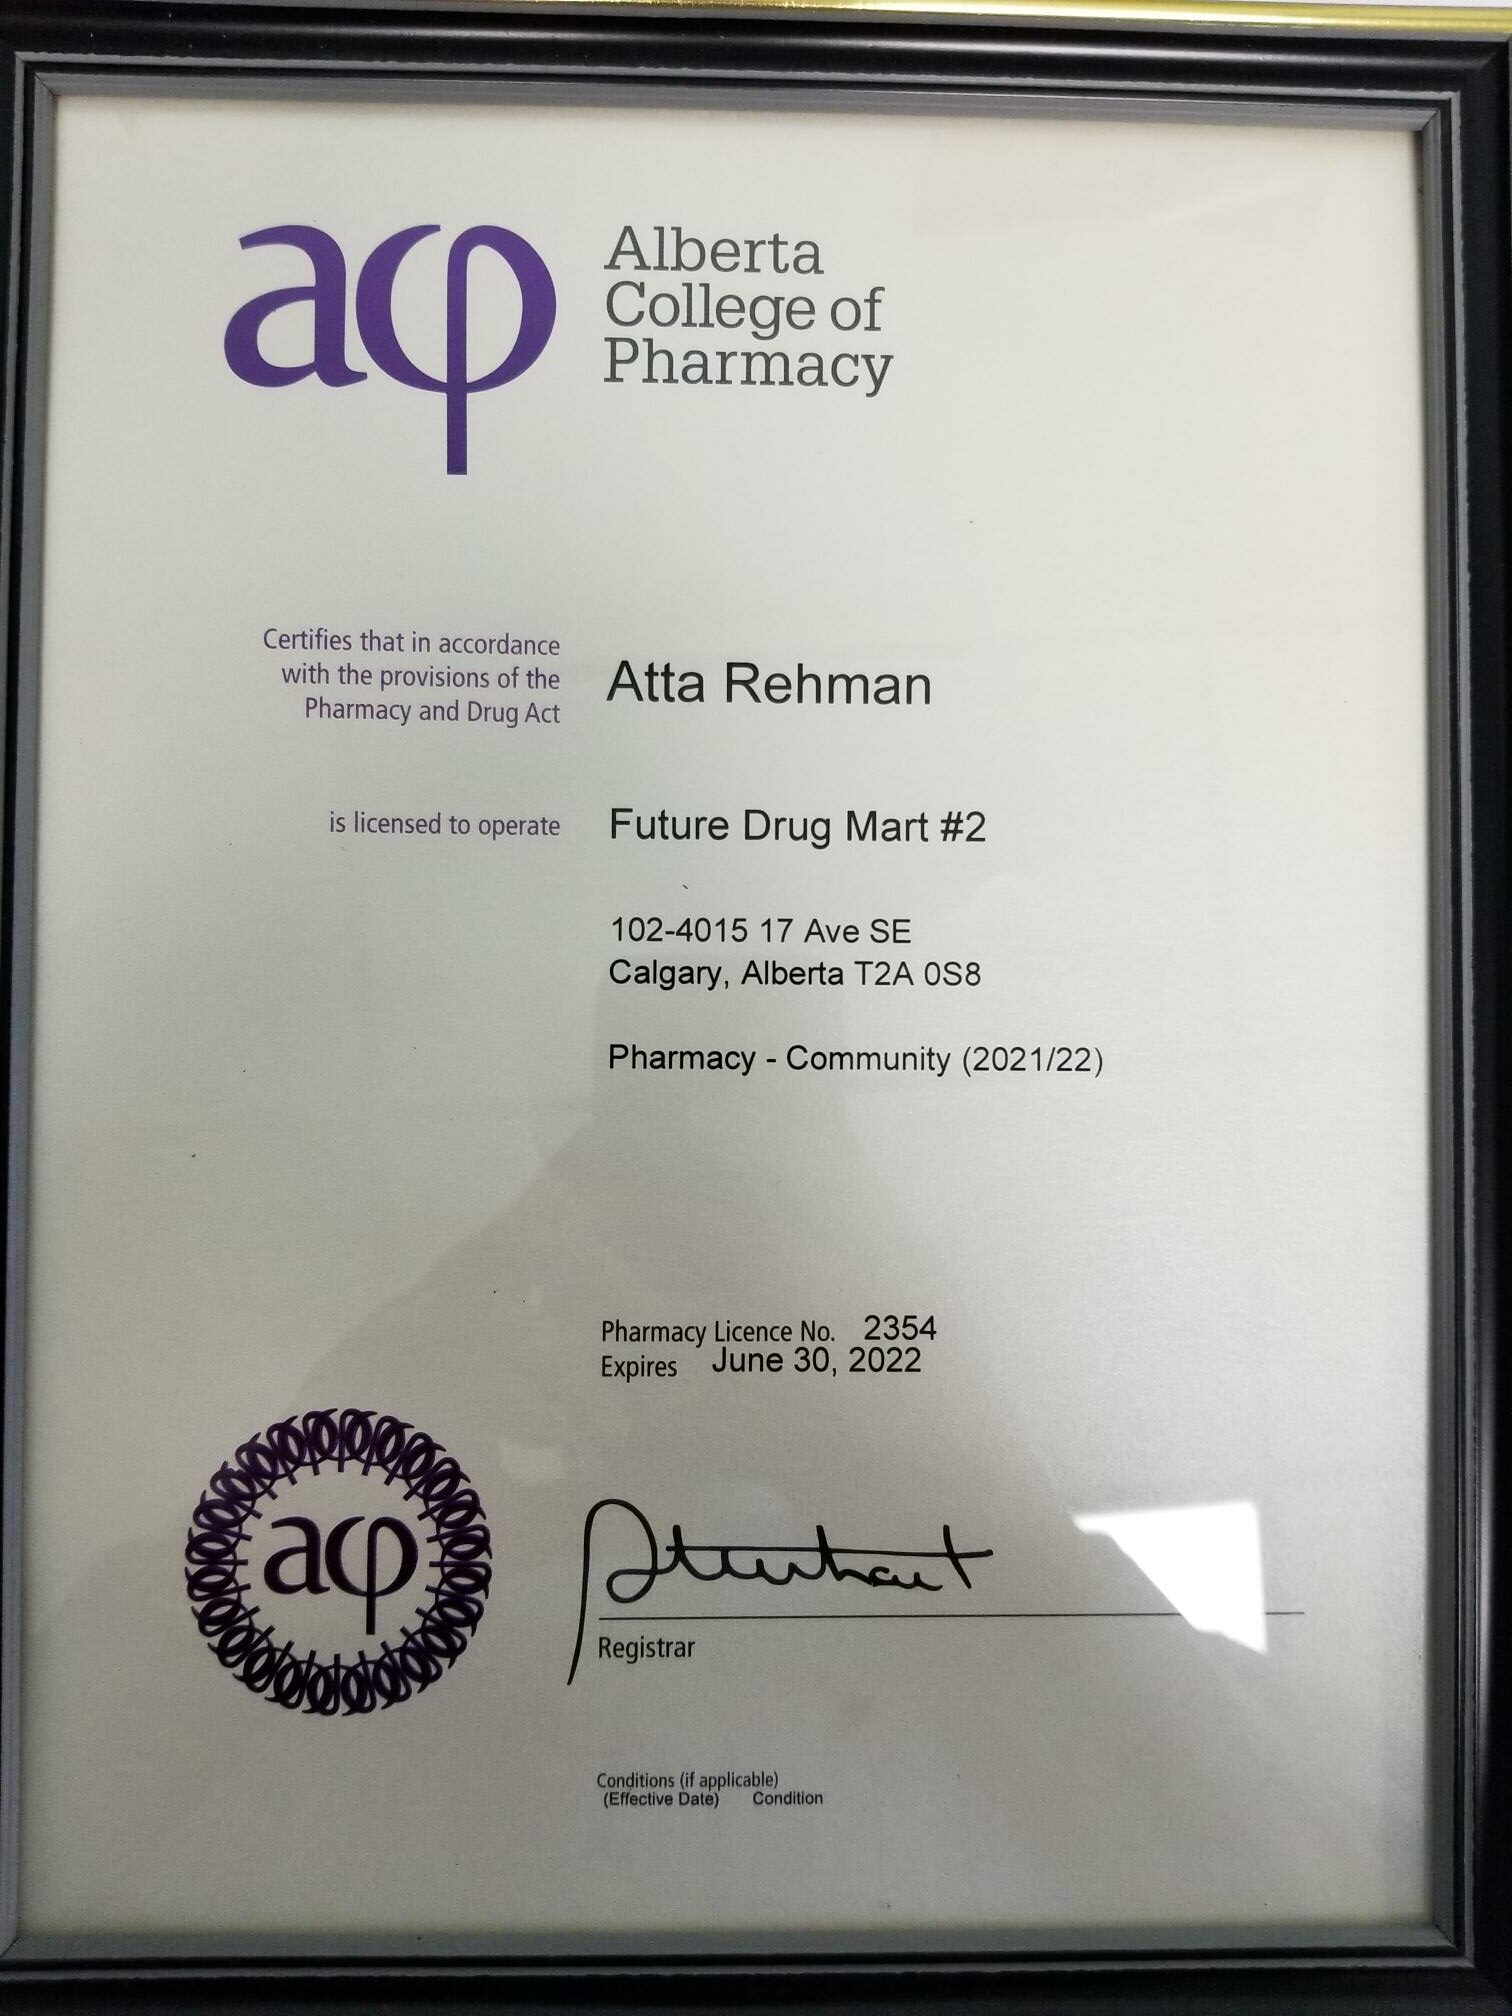 acp
Alberta
College of
Pharmacy
Certifies that in accordance
with the provisions of the
Pharmacy and Drug Act
Atta Rehman
is licensed to operate
Future Drug Mart #2
102-4015 17 Ave SE
Calgary, Alberta T2A 0S8
Pharmacy - Community (2021/22)
Pharmacy Licence No. 2354
Expires June 30, 2022
acp
Registrar
Conditions (if applicable)
(Effective Date) Condition